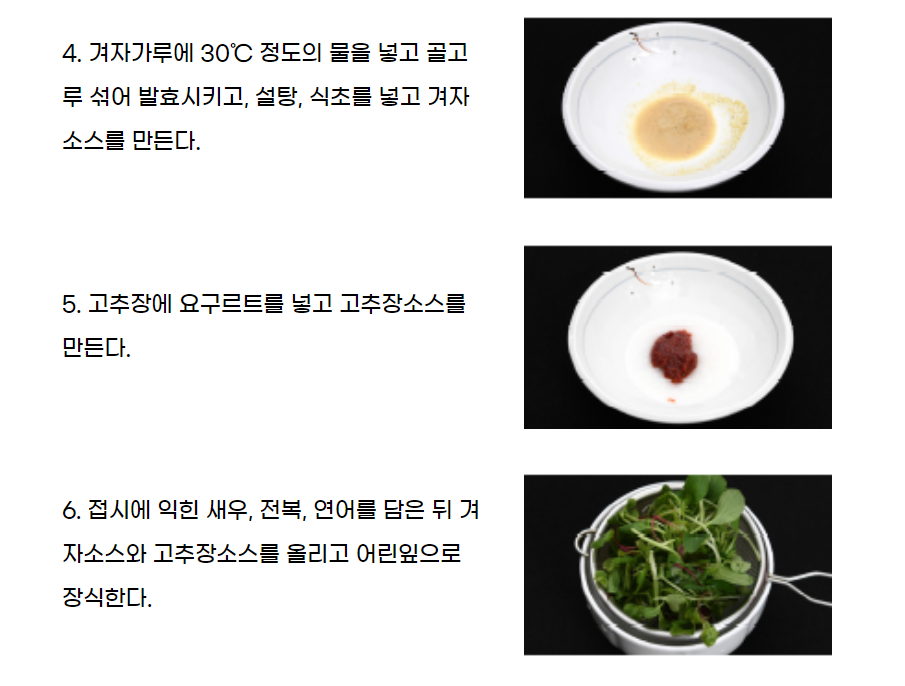 4. 겨자가루에 30℃ 정도의 물을 넣고 골고
루 섞어 발효시키고, 설탕, 식초를 넣고 겨자
소스를 만든다.
5. 고추장에 요구르트를 넣고 고추장소스를
만든다.
6. 접시에 익힌 새우, 전복, 연어를 담은 뒤 겨
자소스와 고추장소스를 올리고 어린잎으로
장식한다.